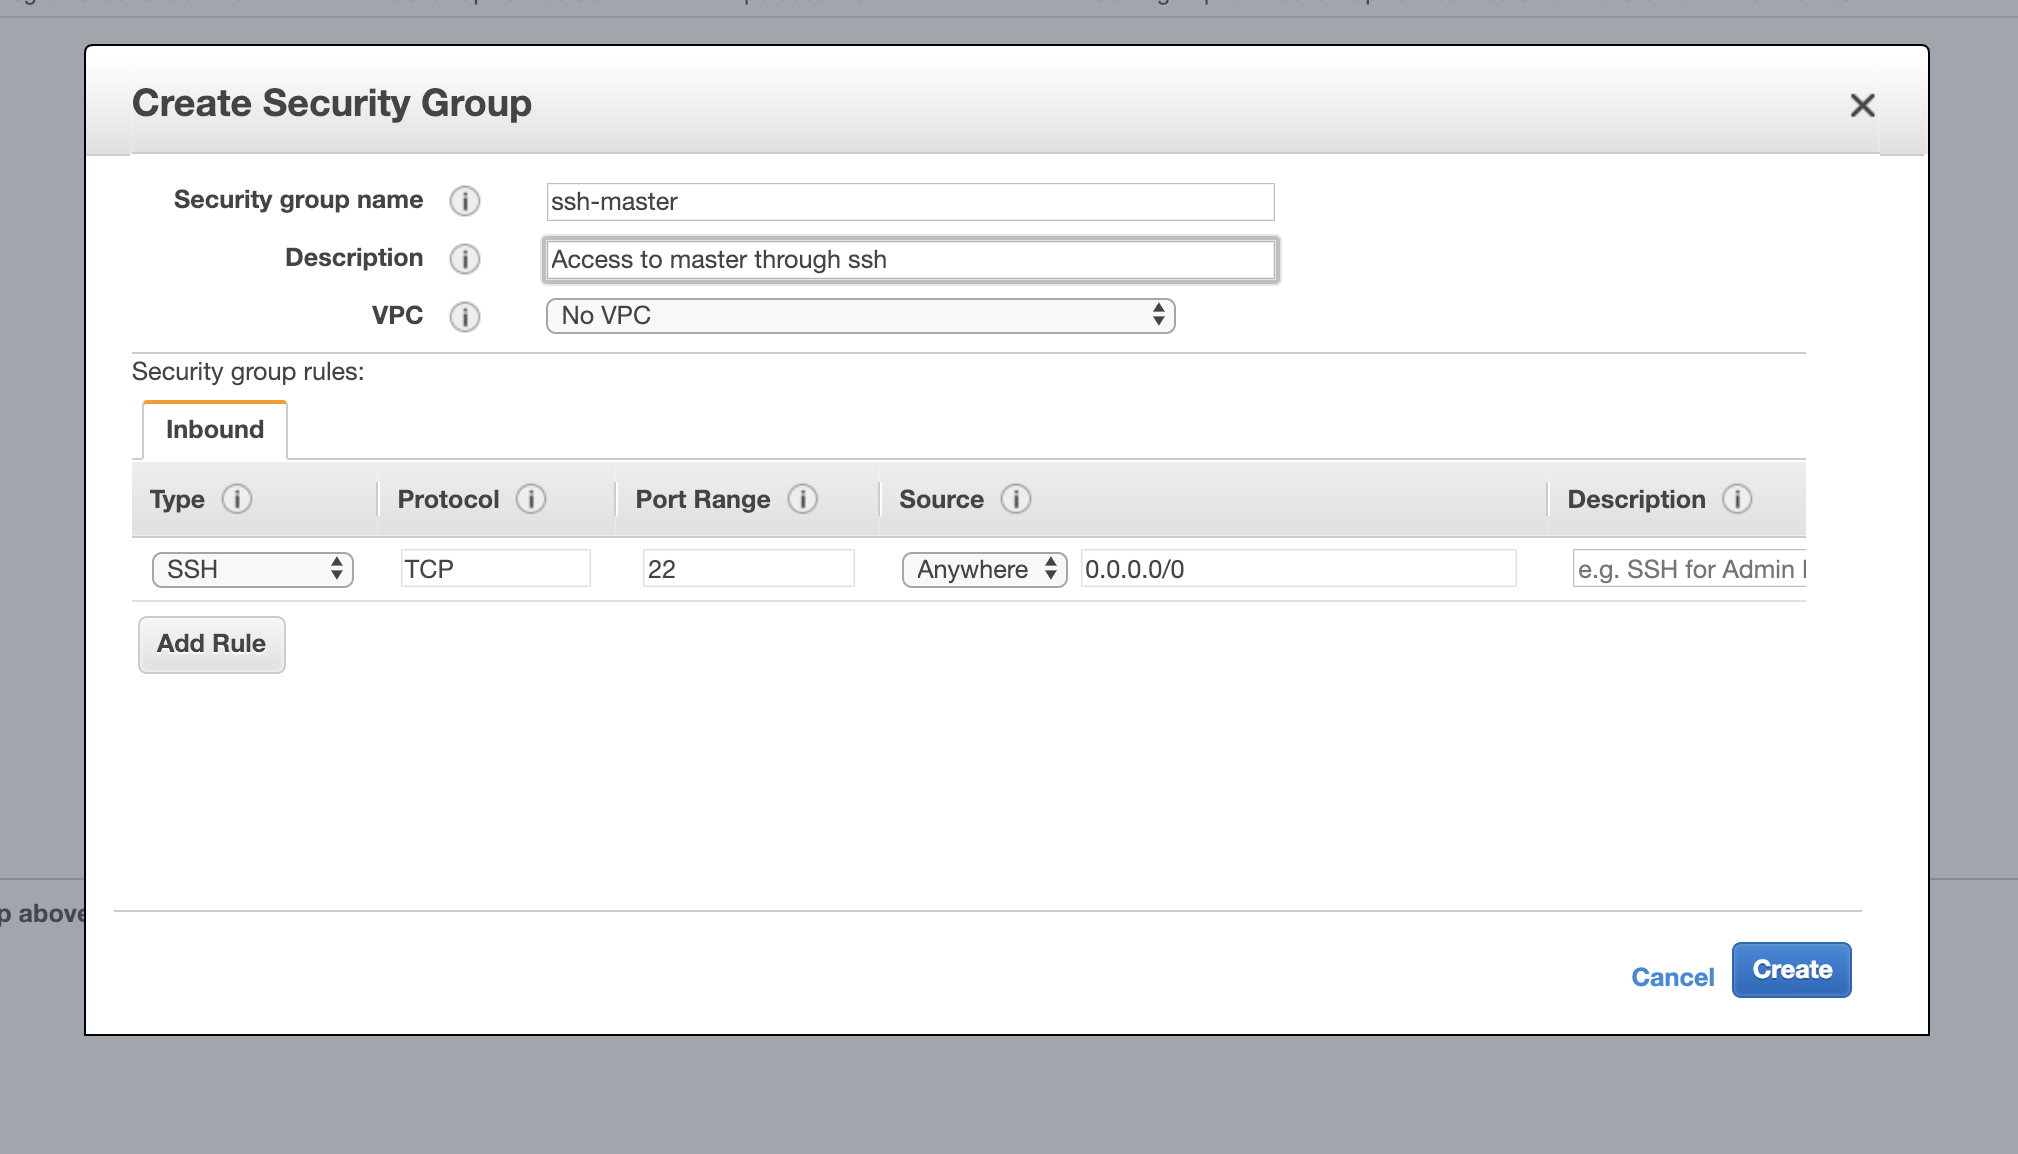 Create Security Group
Security group name ssh-master
Description Access to master through ssh
VPC No VPC
Security group rules:
Inbound
Type Protocol Port Range Source Description
SSH TCP 22 Anywhere 0.0.0.0/0 e.g. SSH for Admin
Add Rule
p above
Cancel Create